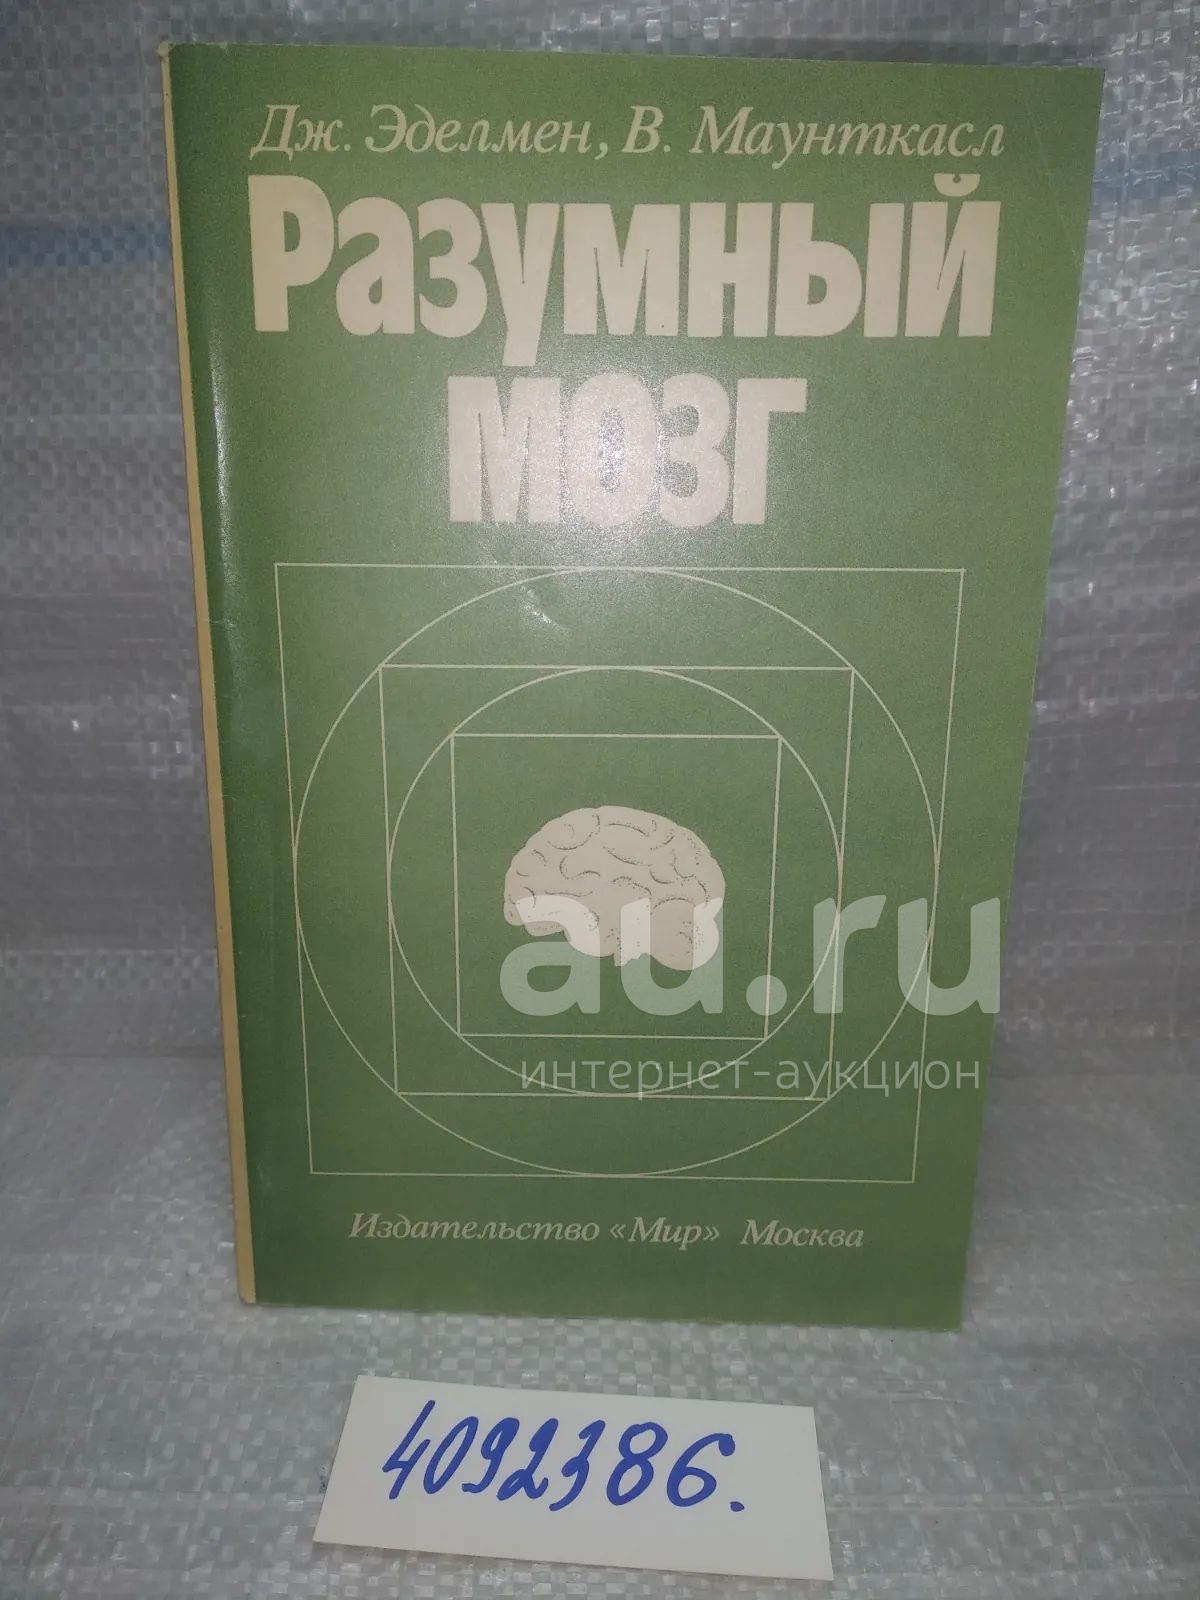 Дж. Эделмен, В. Маунткасл
Разумный
мозг
au.ru
интернет-аукцион
Издательство «Мир» Москва
4092386.